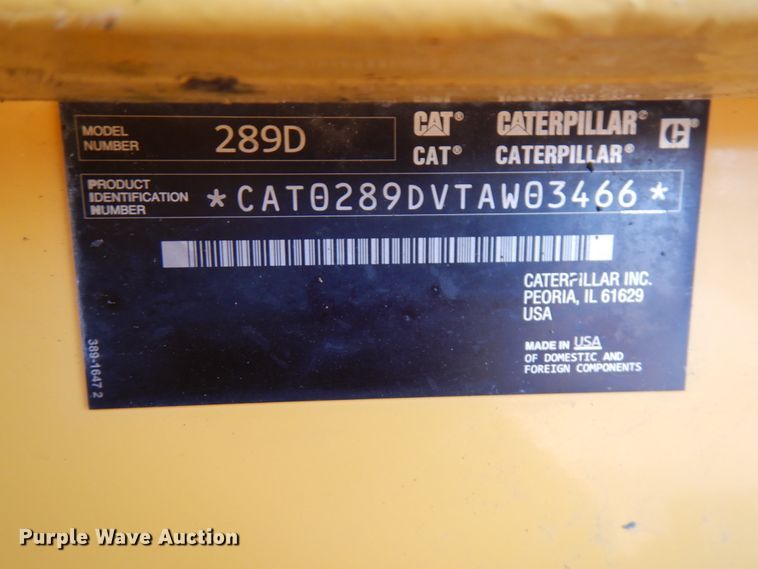 MODEL
NUMBER
289D
CAT® CATERPILLAR®
CAT® CATERPILLAR®
PRODUCT
IDENTIFICATION
NUMBER
*CAT0289DVTAW03466*
CATERPILLAR INC.
PEORIA, IL 61629
USA
MADE IN USA
OF DOMESTIC AND
FOREIGN COMPONENTS
389-1647 2
Purple Wave Auction